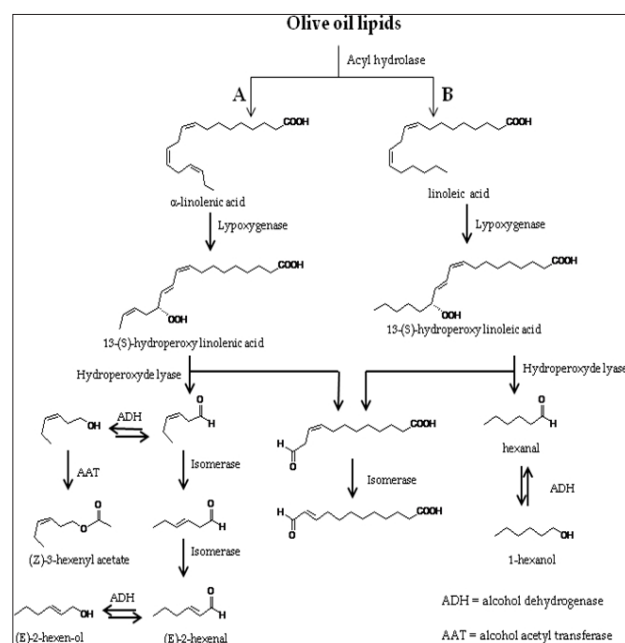 Olive oil lipids
Acyl hydrolase
A
B
COOH
COOH
α-linolenic acid
linoleic acid
Lypoxygenase
Lypoxygenase
COOH
COOH
OOH
OOH
13-(S)-hydroperoxy linolenic acid
13-(S)-hydroperoxy linoleic acid
Hydroperoxyde lyase
Hydroperoxyde lyase
OH
ADH
O
H
COOH
H
O
O
H
hexanal
AAT
Isomerase
Isomerase
ADH
O
O
O
H
H
O
COOH
OH
(Z)-3-hexenyl acetate
1-hexanol
Isomerase
ADH = alcohol dehydrogenase
OH
ADH
O
H
(E)-2-hexen-ol
(E)-2-hexenal
AAT = alcohol acetyl transferase